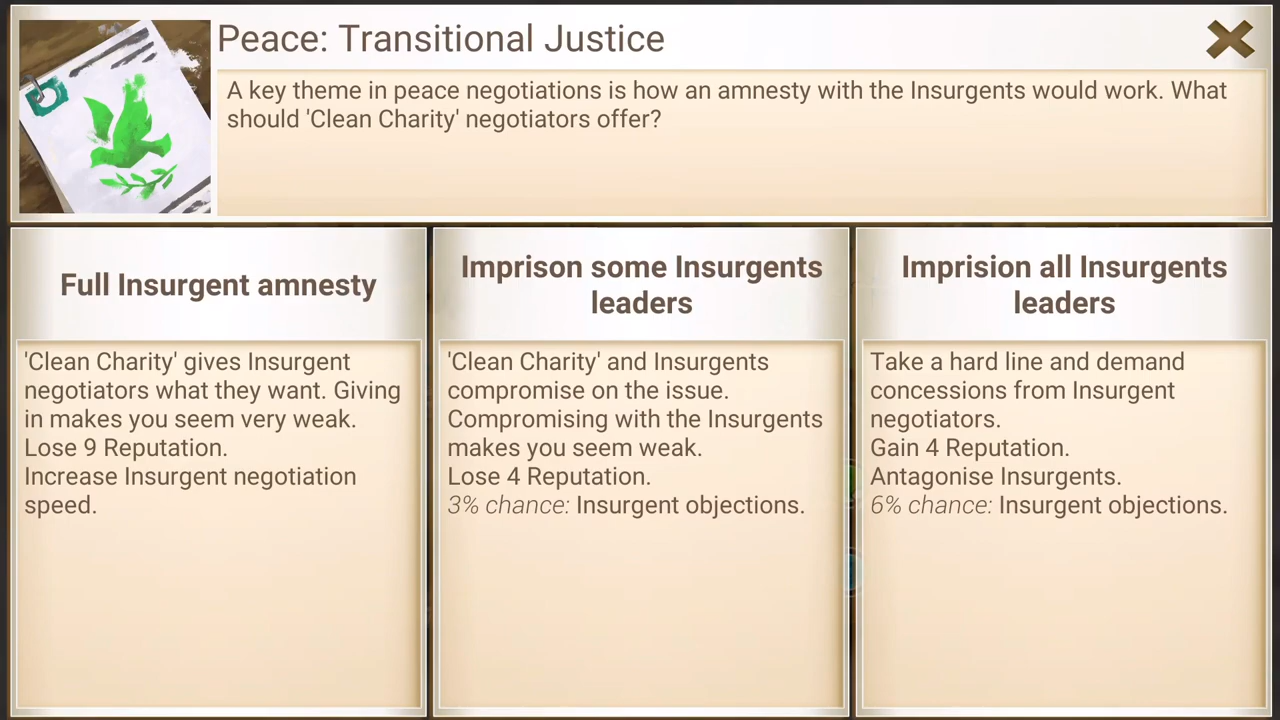 Peace: Transitional Justice
A key theme in peace negotiations is how an amnesty with the Insurgents would work. What
should 'Clean Charity' negotiators offer?
Full Insurgent amnesty
'Clean Charity' gives Insurgent
negotiators what they want. Giving
in makes you seem very weak.
Lose 9 Reputation.
Increase Insurgent negotiation
speed.
Imprison some Insurgents
leaders
'Clean Charity' and Insurgents
compromise on the issue.
Compromising with the Insurgents
makes you seem weak.
Lose 4 Reputation.
3% chance: Insurgent objections.
Imprision all Insurgents
leaders
Take a hard line and demand
concessions from Insurgent
negotiators.
Gain 4 Reputation.
Antagonise Insurgents.
6% chance: Insurgent objections.